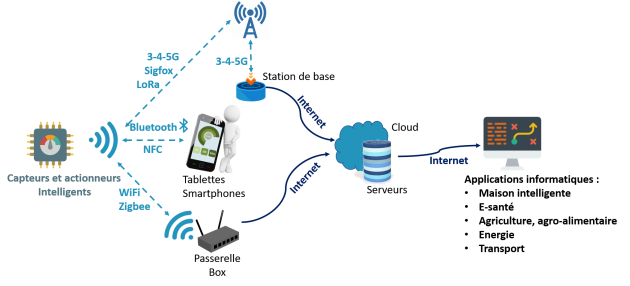 3-4-5G
Sigfox
LoRa
3-4-5G
Station de base
Internet
Bluetooth
NFC
Cloud
Internet
Capteurs et actionneurs
Intelligents
Tablettes
Smartphones
Internet
Serveurs
WiFi
Zigbee
Passerelle
Box
Applications informatiques :
• Maison intelligente
• E-santé
• Agriculture, agro-alimentaire
• Energie
• Transport